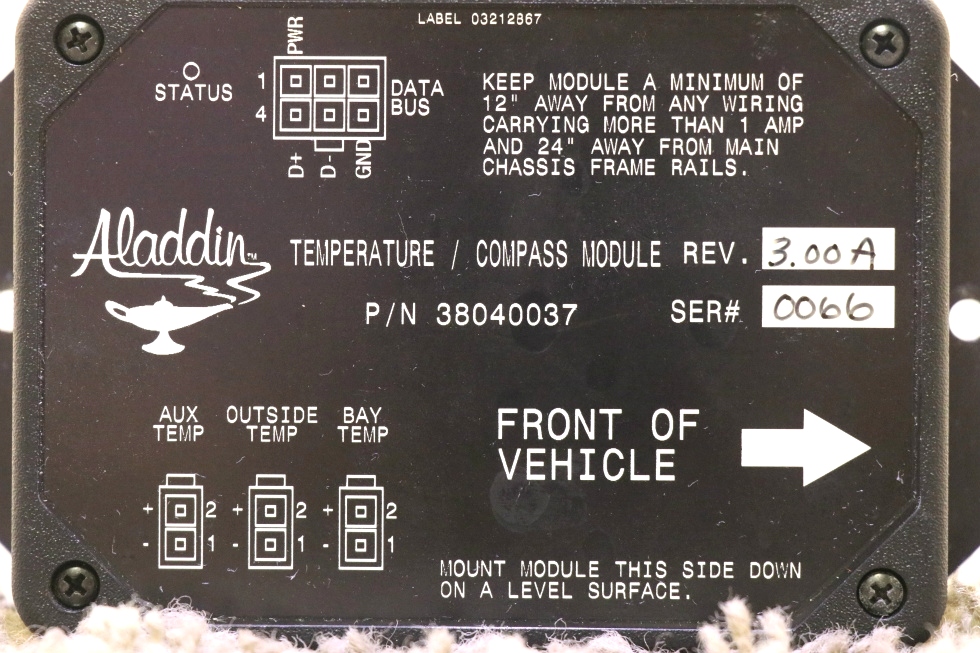 LABEL 03212867
PWR
STATUS
1
4
DATA
BUS
D+
D-
GND
KEEP MODULE A MINIMUM OF
12" AWAY FROM ANY WIRING
CARRYING MORE THAN 1 AMP
AND 24" AWAY FROM MAIN
CHASSIS FRAME RAILS.
Aladdin™
TEMPERATURE / COMPASS MODULE REV. 3.00A
P/N 38040037 SER# 0066
AUX
TEMP
OUTSIDE
TEMP
BAY
TEMP
+ 2 + 2 + 2
- 1 - 1 - 1
FRONT OF
VEHICLE
MOUNT MODULE THIS SIDE DOWN
ON A LEVEL SURFACE.